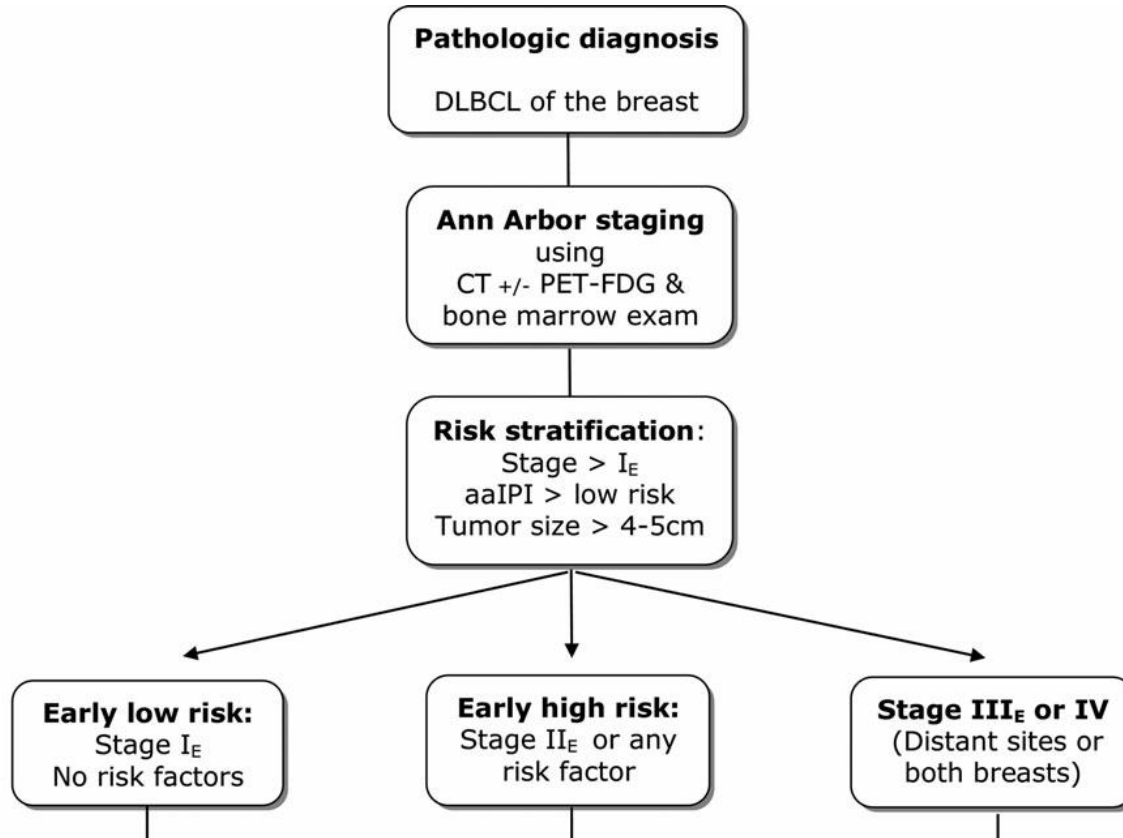 Pathologic diagnosis
DLBCL of the breast
Ann Arbor staging
using
CT +/- PET-FDG &
bone marrow exam
Risk stratification:
Stage > IE
aaIPI > low risk
Tumor size > 4-5cm
Early low risk:
Stage IE
No risk factors
Early high risk:
Stage IIE or any
risk factor
Stage IIIE or IV
(Distant sites or
both breasts)